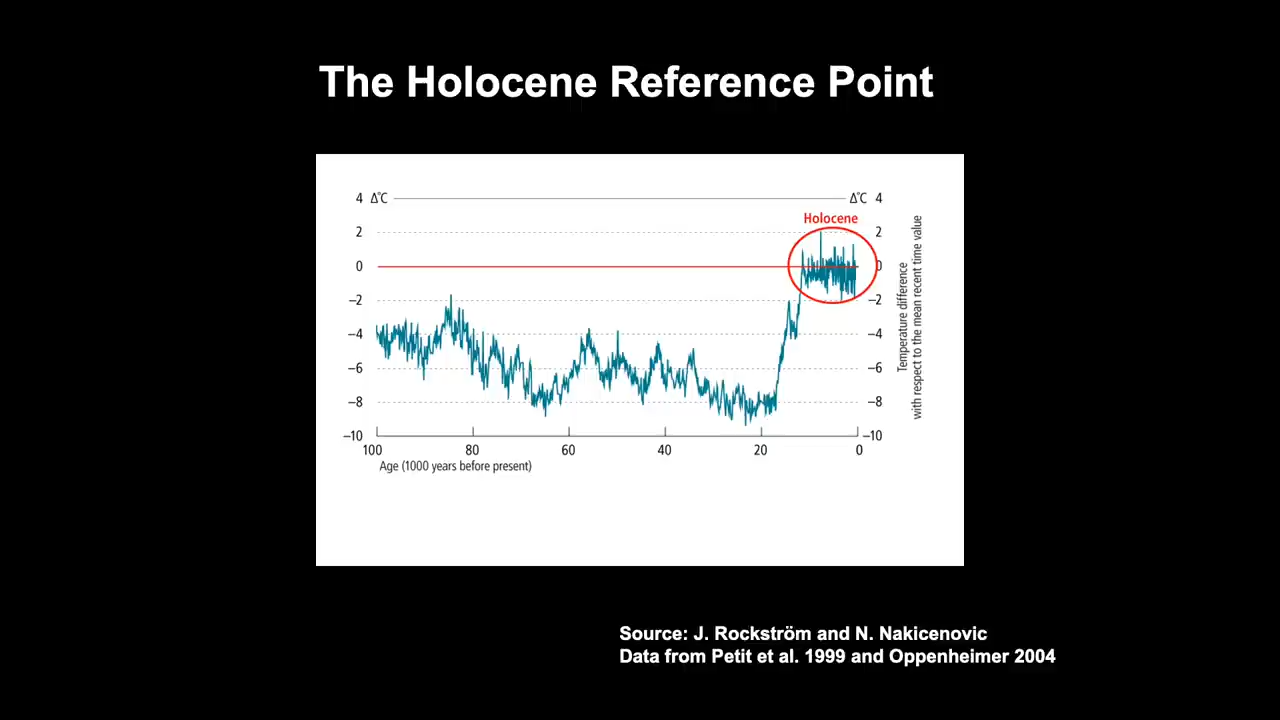 The Holocene Reference Point
4 Δ°C Δ°C 4
Holocene
2 2
0 0
−2 −2
−4 −4
−6 −6
−8 −8
−10 −10
100 80 60 40 20 0
Age (1000 years before present)
Temperature difference
with respect to the mean recent time value
Source: J. Rockström and N. Nakicenovic
Data from Petit et al. 1999 and Oppenheimer 2004